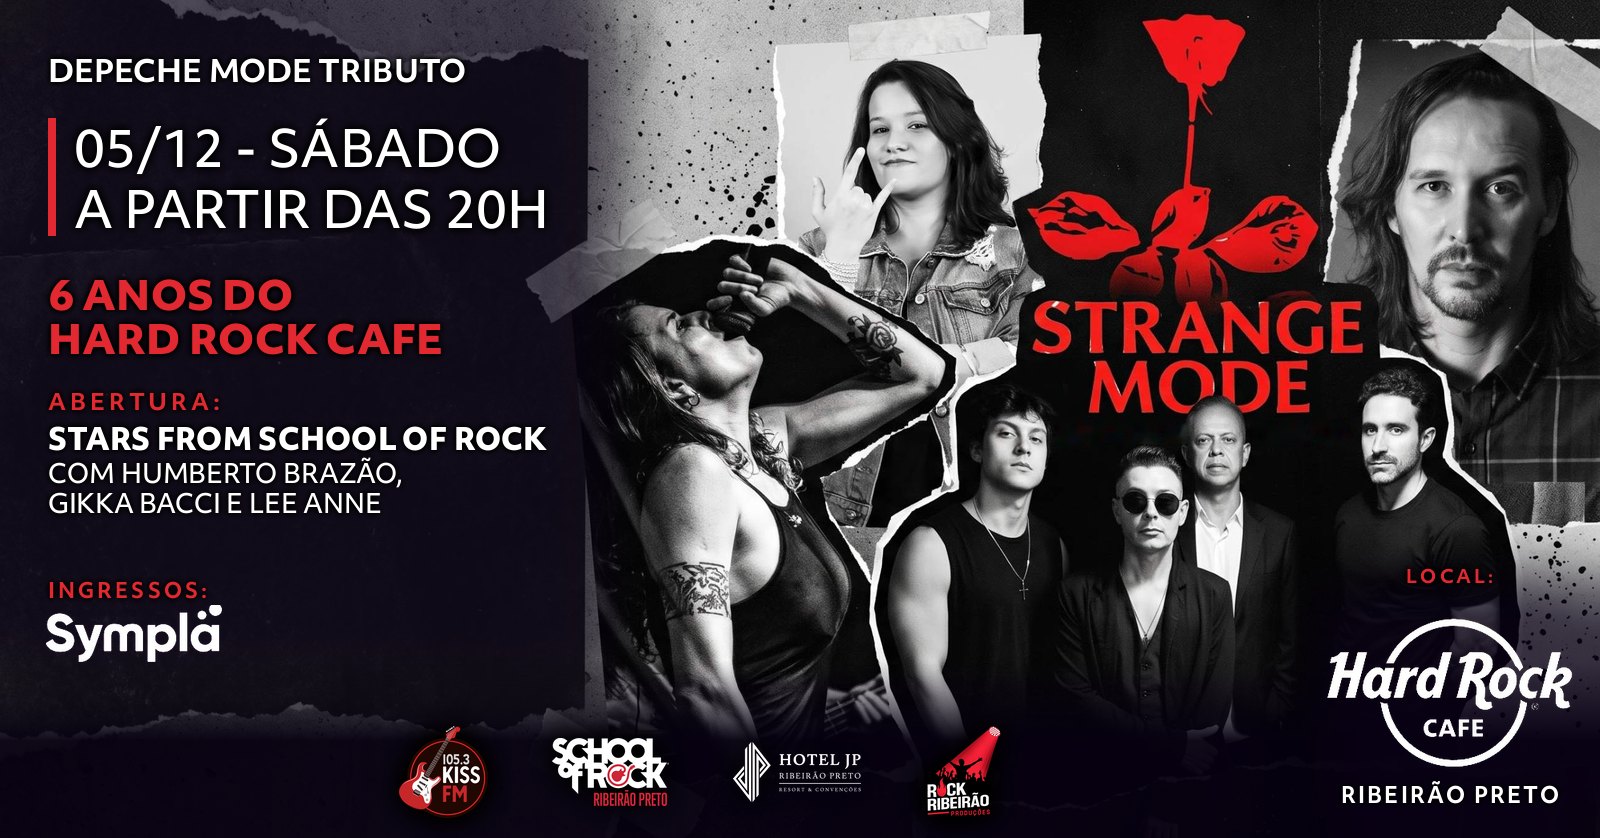 DEPECHE MODE TRIBUTO
05/12 - SÁBADO
A PARTIR DAS 20H
6 ANOS DO
HARD ROCK CAFE
ABERTURA:
STARS FROM SCHOOL OF ROCK
COM HUMBERTO BRAZÃO,
GIKKA BACCI E LEE ANNE
INGRESSOS:
Sympla
STRANGE
MODE
LOCAL:
Hard Rock
CAFE
RIBEIRÃO PRETO
105.3
KISS
FM
SCHOOL
of ROCK
RIBEIRÃO PRETO
HOTEL JP
RIBEIRÃO PRETO
RESORT & CONVENÇÕES
ROCK
RIBEIRÃO
PRODUÇÕES